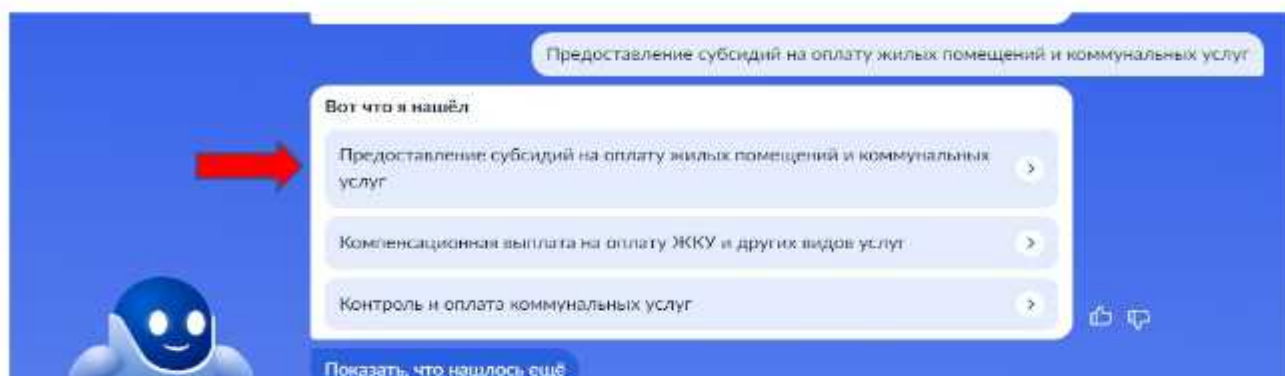 Предоставление субсидий на оплату жилых помещений и коммунальных услуг
Вот что я нашёл
Предоставление субсидий на оплату жилых помещений и коммунальных
услуг
Компенсационная выплата на оплату ЖКУ и других видов услуг
Контроль и оплата коммунальных услуг
Показать, что нашлось ещё